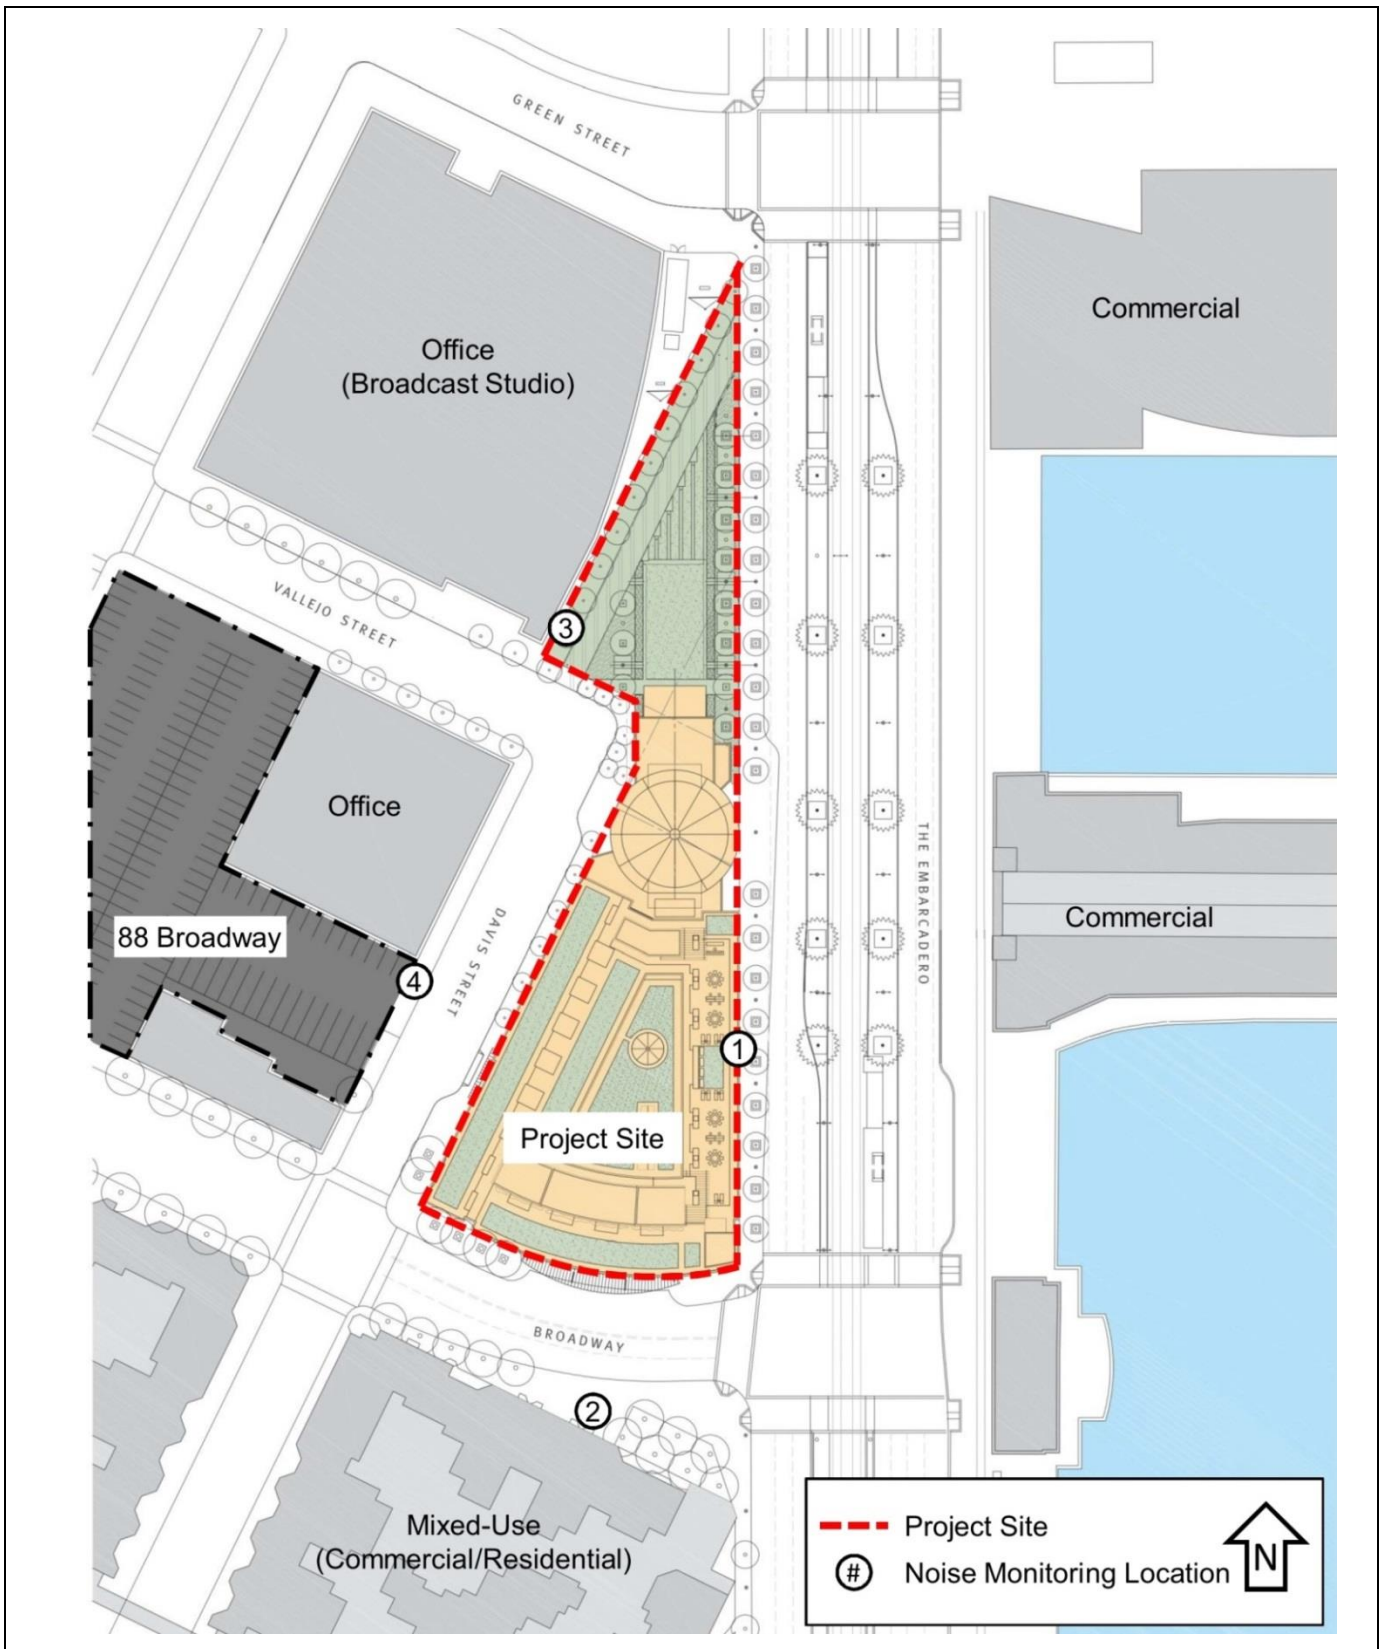 GREEN STREET
Commercial
Office
(Broadcast Studio)
VALLEJO STREET
3
Office
THE EMBARCADERO
Commercial
88 Broadway
DAVIS STREET
4
1
Project Site
BROADWAY
2
Mixed-Use
(Commercial/Residential)
Project Site
# Noise Monitoring Location
N